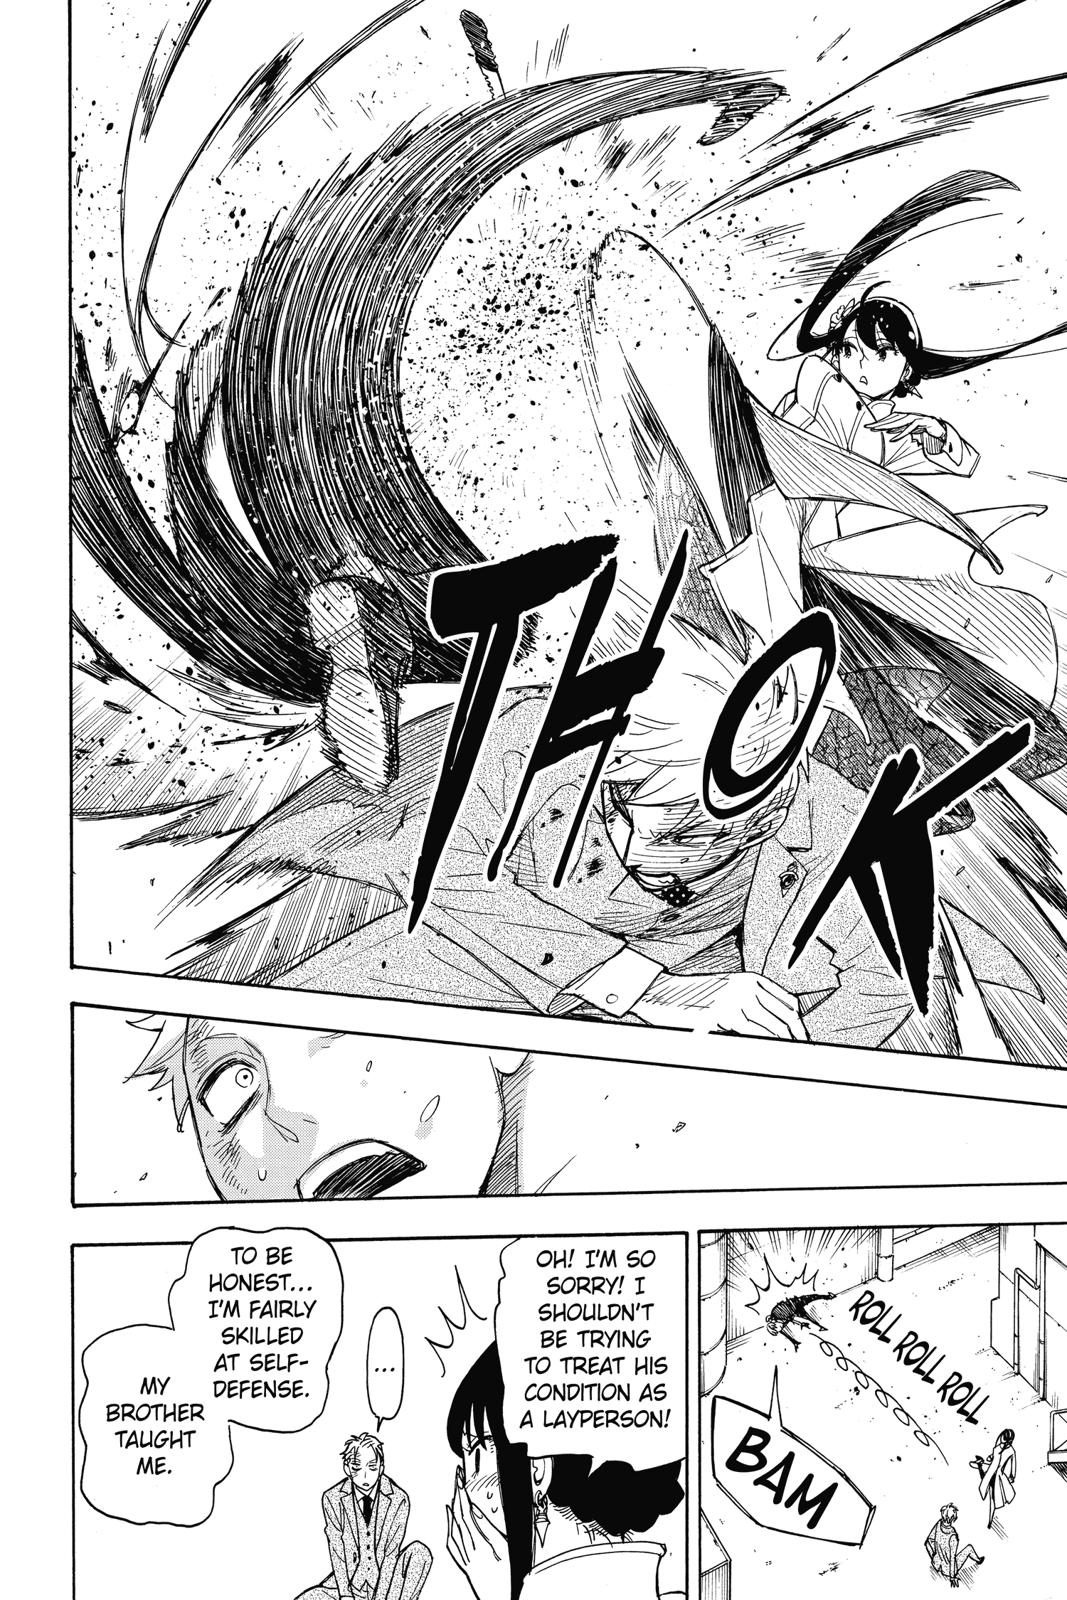 THOK
ROLL ROLL ROLL
BAM
OH! I'M SO
SORRY! I
SHOULDN'T
BE TRYING
TO TREAT HIS
CONDITION AS
A LAYPERSON!
...
TO BE
HONEST...
I'M FAIRLY
SKILLED
AT SELF-
DEFENSE.
MY
BROTHER
TAUGHT
ME.